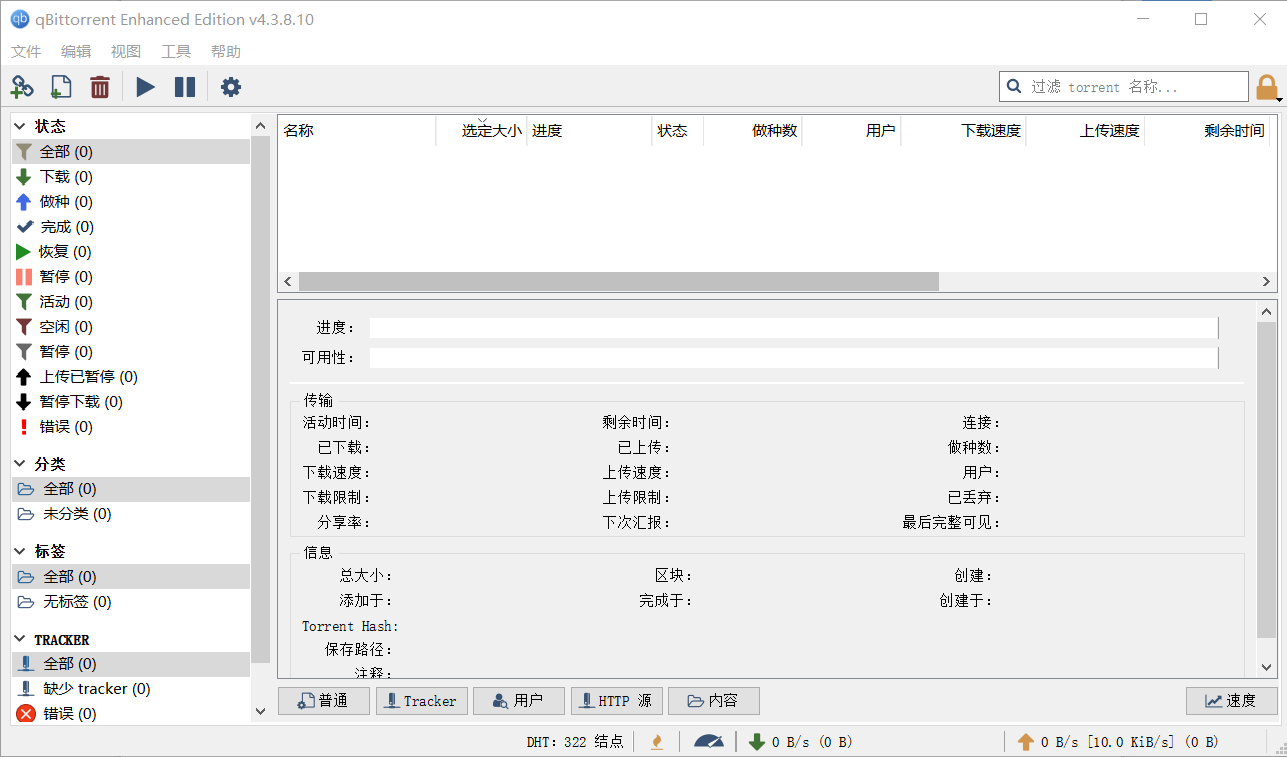 qBittorrent Enhanced Edition v4.3.8.10
文件 编辑 视图 工具 帮助
过滤 torrent 名称...
状态
全部 (0)
下载 (0)
做种 (0)
完成 (0)
恢复 (0)
暂停 (0)
活动 (0)
空闲 (0)
暂停 (0)
上传已暂停 (0)
暂停下载 (0)
错误 (0)
分类
全部 (0)
未分类 (0)
标签
全部 (0)
无标签 (0)
TRACKER
全部 (0)
缺少 tracker (0)
错误 (0)
名称 选定大小 进度 状态 做种数 用户 下载速度 上传速度 剩余时间
进度：
可用性：
传输
活动时间： 剩余时间： 连接：
已下载： 已上传： 做种数：
下载速度： 上传速度： 用户：
下载限制： 上传限制： 已丢弃：
分享率： 下次汇报： 最后完整可见：
信息
总大小： 区块： 创建：
添加于： 完成于： 创建于：
Torrent Hash:
保存路径：
注释：
普通 Tracker 用户 HTTP 源 内容 速度
DHT：322 结点 0 B/s (0 B) 0 B/s [10.0 KiB/s] (0 B)